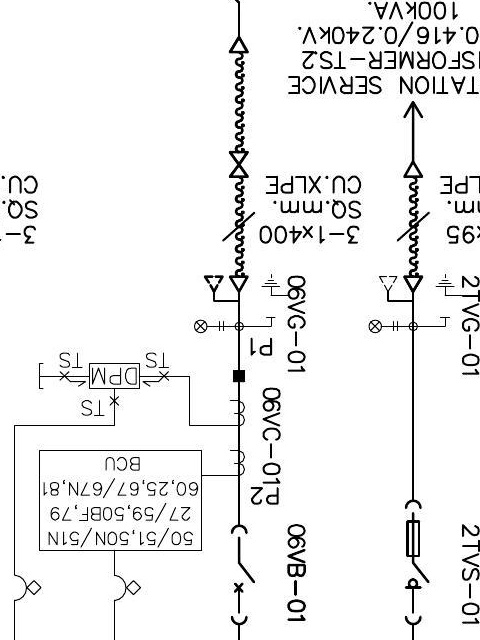 2TVS-01
06VB-01
50/51,50N/51N
27/59,50BF,79
60,25,67/67N,81
BCU
P2
06VC-01
TS
DPM
TS
TS
P1
2TVG-01
06VG-01
x95
mm.
LPE
3-1x400
SQ.mm.
CU.XLPE
3-1
SQ.
CU.
TATION SERVICE
SFORMER-TS2
0.416/0.240kV.
100kVA.